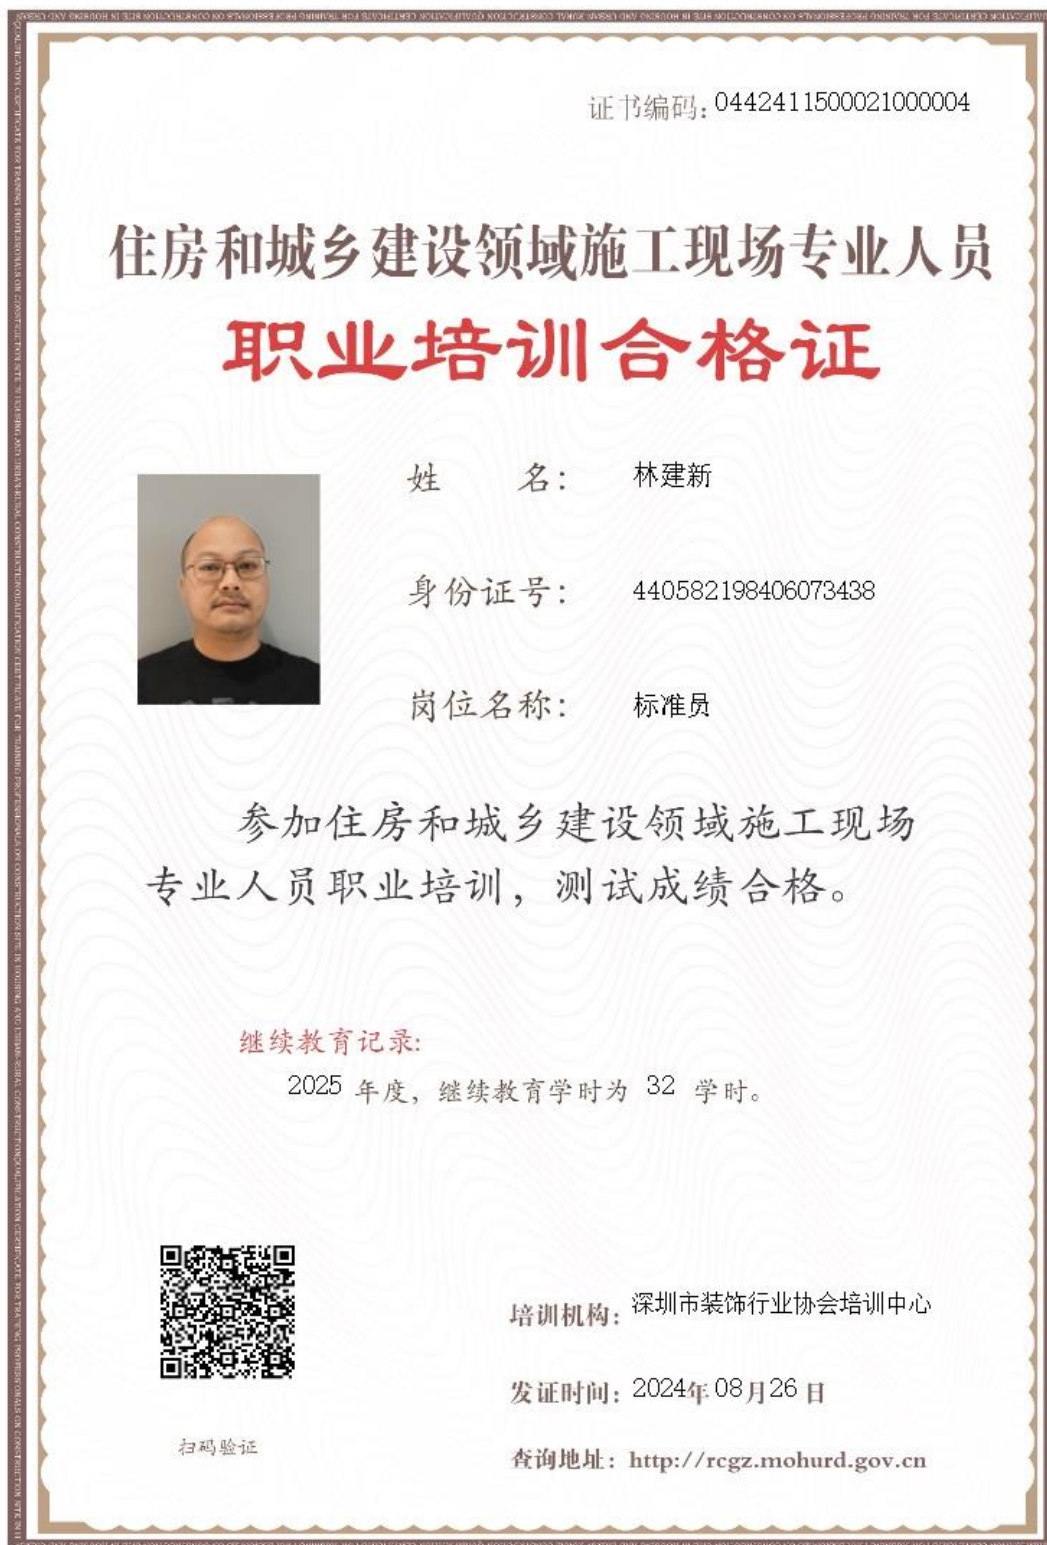 证书编码：0442411500021000004
住房和城乡建设领域施工现场专业人员
职业培训合格证
姓 名： 林建新
身份证号： 440582198406073438
岗位名称： 标准员
参加住房和城乡建设领域施工现场
专业人员职业培训，测试成绩合格。
继续教育记录:
2025 年度，继续教育学时为 32 学时。
培训机构：深圳市装饰行业协会培训中心
发证时间：2024年08月26日
扫码验证
查询地址：http://rcgz.mohurd.gov.cn